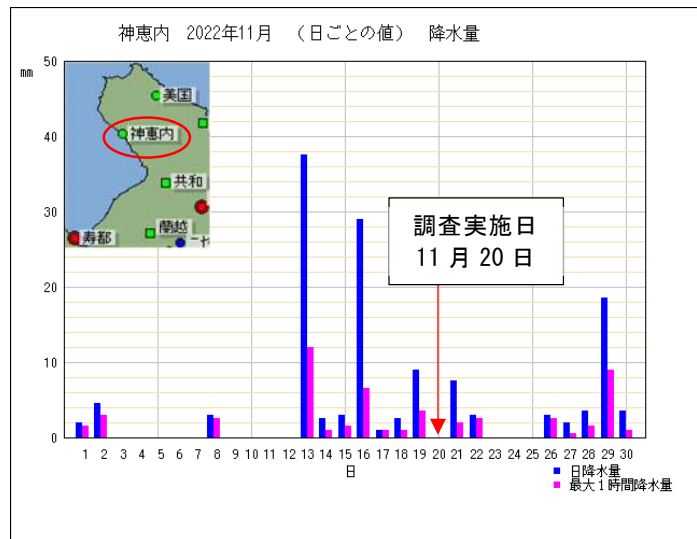 神恵内 2022年11月 (日ごとの値) 降水量
mm
50
40
30
20
10
0
美国
神恵内
共和
蘭越
寿都
調査実施日
11月20日
1 2 3 4 5 6 7 8 9 10 11 12 13 14 15 16 17 18 19 20 21 22 23 24 25 26 27 28 29 30
日
日降水量
最大1時間降水量